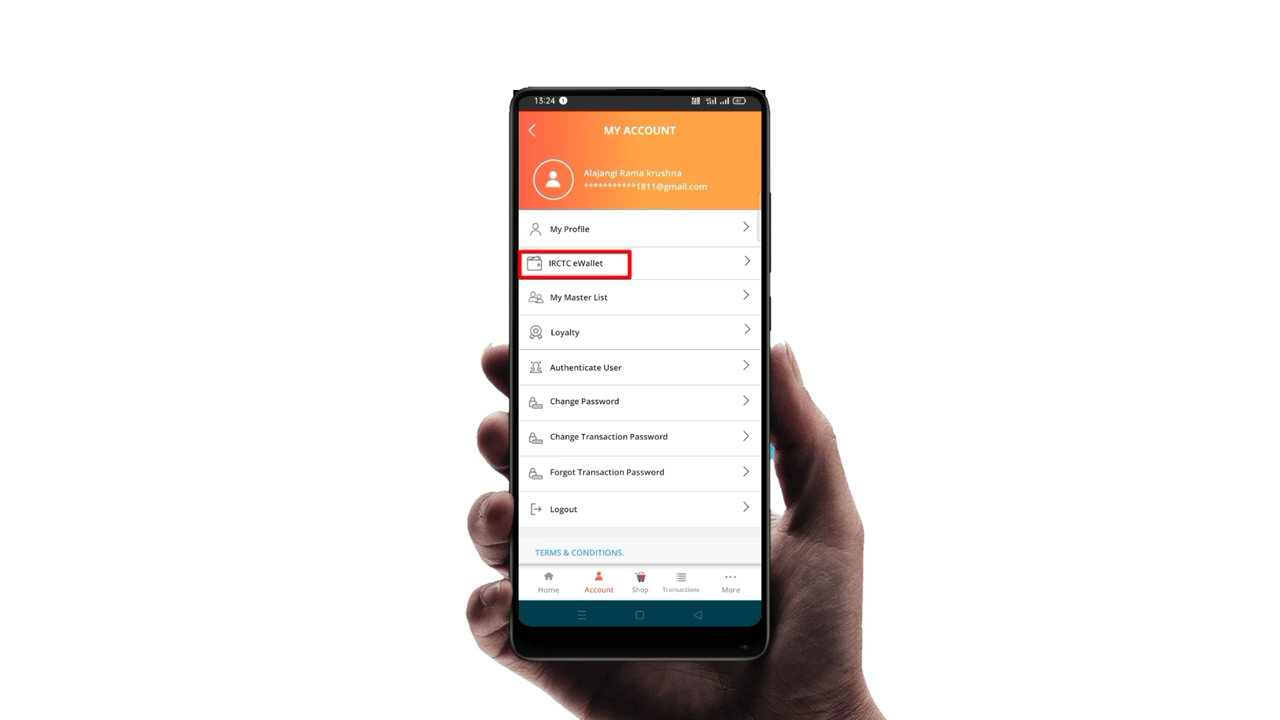 13:24
47
MY ACCOUNT
Alajangi Rama krushna
***********1811@gmail.com
My Profile
IRCTC eWallet
My Master List
Loyalty
Authenticate User
Change Password
Change Transaction Password
Forgot Transaction Password
Logout
TERMS & CONDITIONS.
Home Account Shop Transactions More